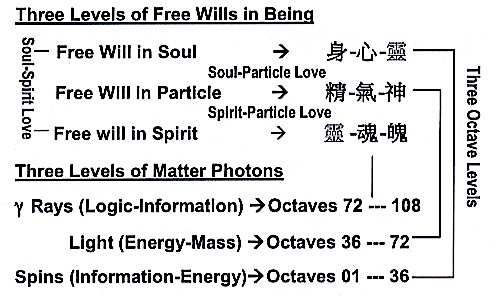 Three Levels of Free Wills in Being
Free Will in Soul → 身-心-靈
Soul-Particle Love
Free Will In Particle → 精-氣-神
Spirit-Particle Love
Free will in Spirit → 靈-魂-魄
Soul-Spirit Love
Three Octave Levels
Three Levels of Matter Photons
γ Rays (Logic-Information) →Octaves 72 --- 108
Light (Energy-Mass) →Octaves 36 --- 72
Spins (Information-Energy)→Octaves 01 --- 36